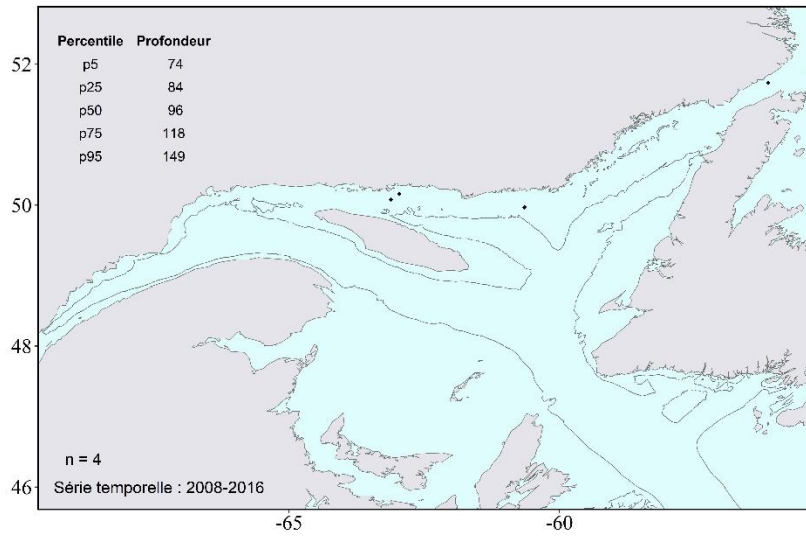 Percentile Profondeur
p5 74
p25 84
p50 96
p75 118
p95 149
52
50
48
46
n = 4
Série temporelle : 2008-2016
-65 -60